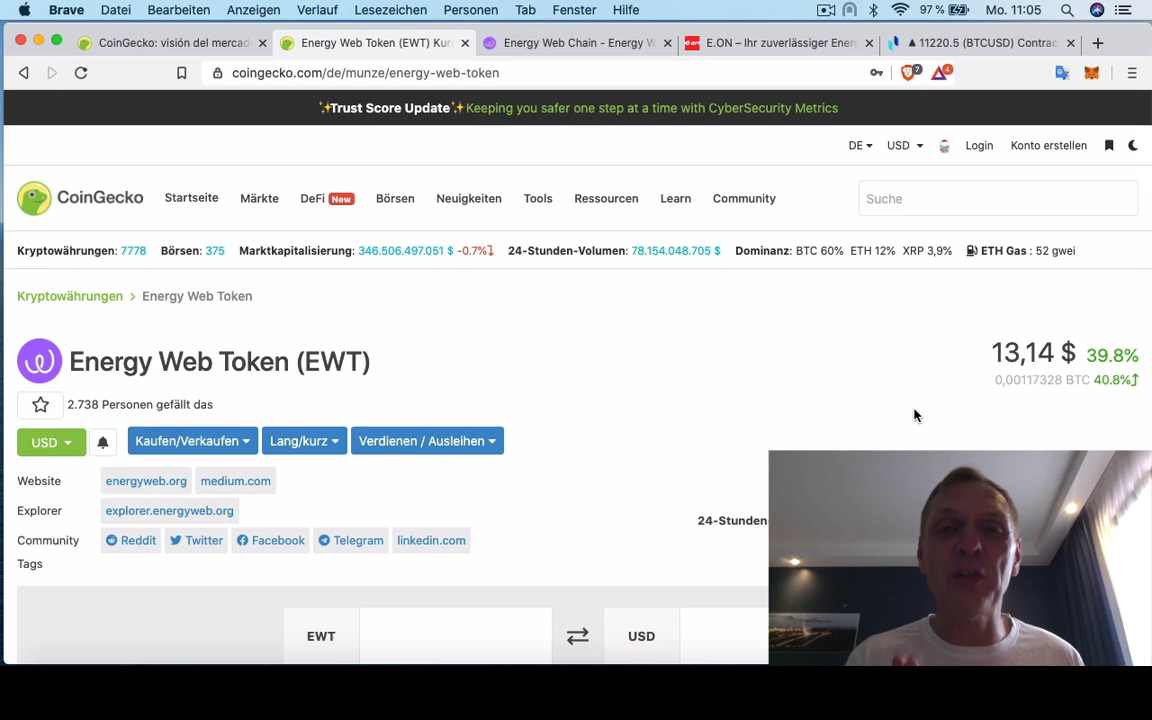 Brave Datei Bearbeiten Anzeigen Verlauf Lesezeichen Personen Tab Fenster Hilfe 97 % Mo. 11:05
CoinGecko: visión del mercad Energy Web Token (EWT) Kur Energy Web Chain - Energy W E.ON – Ihr zuverlässiger Energ ▲ 11220.5 (BTCUSD) Contrac
coingecko.com/de/munze/energy-web-token 7 4
✨Trust Score Update✨Keeping you safer one step at a time with CyberSecurity Metrics
DE USD Login Konto erstellen
CoinGecko Startseite Märkte DeFi New Börsen Neuigkeiten Tools Ressourcen Learn Community Suche
Kryptowährungen: 7778 Börsen: 375 Marktkapitalisierung: 346.506.497.051 $ -0.7% 24-Stunden-Volumen: 78.154.048.705 $ Dominanz: BTC 60% ETH 12% XRP 3,9% ETH Gas : 52 gwei
Kryptowährungen > Energy Web Token
Energy Web Token (EWT) 13,14 $ 39.8%
0,00117328 BTC 40.8%
2.738 Personen gefällt das
USD Kaufen/Verkaufen Lang/kurz Verdienen / Ausleihen
Website energyweb.org medium.com
Explorer explorer.energyweb.org
24-Stunden
Community Reddit Twitter Facebook Telegram linkedin.com
Tags
EWT USD